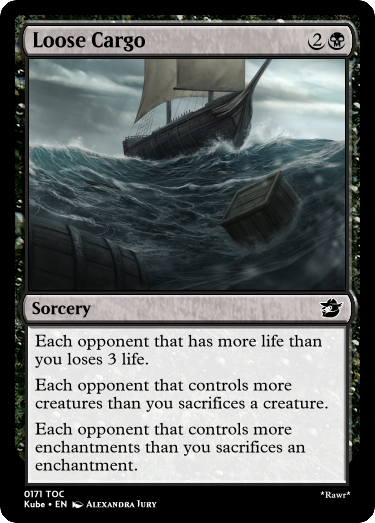 Loose Cargo 2
Sorcery
Each opponent that has more life than
you loses 3 life.
Each opponent that controls more
creatures than you sacrifices a creature.
Each opponent that controls more
enchantments than you sacrifices an
enchantment.
0171 TOC
Kube • EN Alexandra Jury
*Rawr*